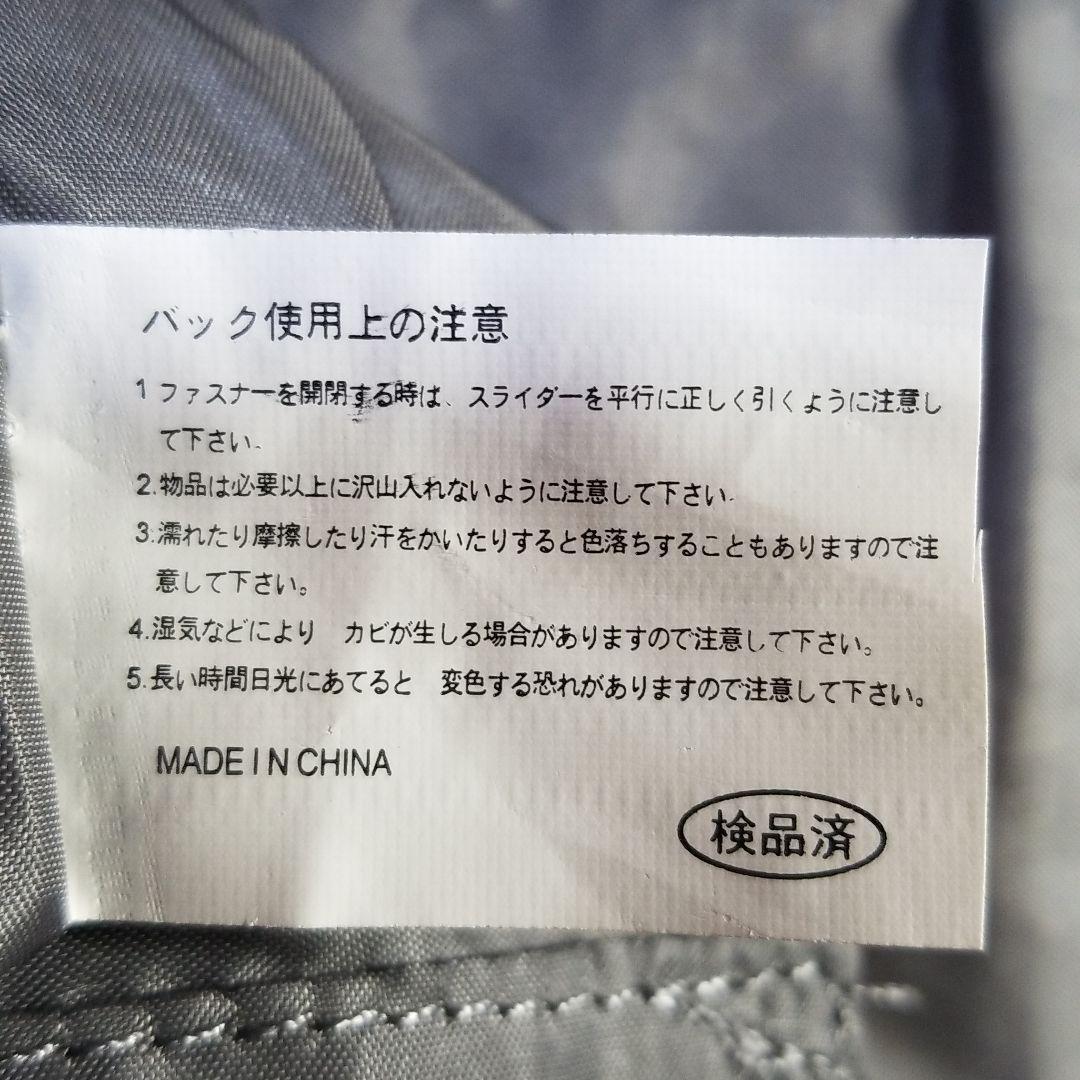 バック使用上の注意
1 ファスナーを開閉する時は、スライダーを平行に正しく引くように注意し
て下さい.
2.物品は必要以上に沢山入れないように注意して下さい.
3.濡れたり摩擦したり汗をかいたりすると色落ちすることもありますので注
意して下さい。
4.湿気などにより カビが生しる場合がありますので注意して下さい。
5.長い時間日光にあてると 変色する恐れがありますので注意して下さい。
MADE IN CHINA
検品済